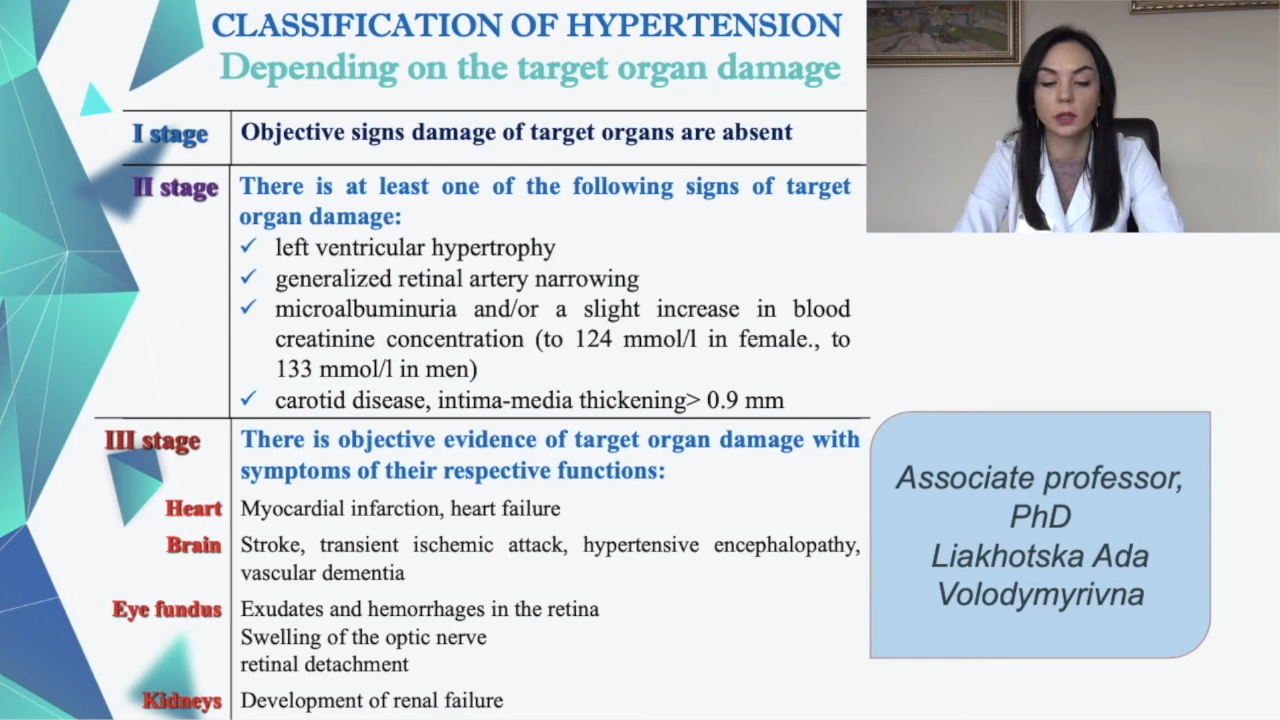 CLASSIFICATION OF HYPERTENSION
Depending on the target organ damage
I stage
Objective signs damage of target organs are absent
II stage
There is at least one of the following signs of target
organ damage:
✓ left ventricular hypertrophy
✓ generalized retinal artery narrowing
✓ microalbuminuria and/or a slight increase in blood
creatinine concentration (to 124 mmol/l in female., to
133 mmol/l in men)
✓ carotid disease, intima-media thickening> 0.9 mm
III stage
There is objective evidence of target organ damage with
symptoms of their respective functions:
Heart
Myocardial infarction, heart failure
Brain
Stroke, transient ischemic attack, hypertensive encephalopathy,
vascular dementia
Eye fundus
Exudates and hemorrhages in the retina
Swelling of the optic nerve
retinal detachment
Kidneys
Development of renal failure
Associate professor,
PhD
Liakhotska Ada
Volodymyrivna